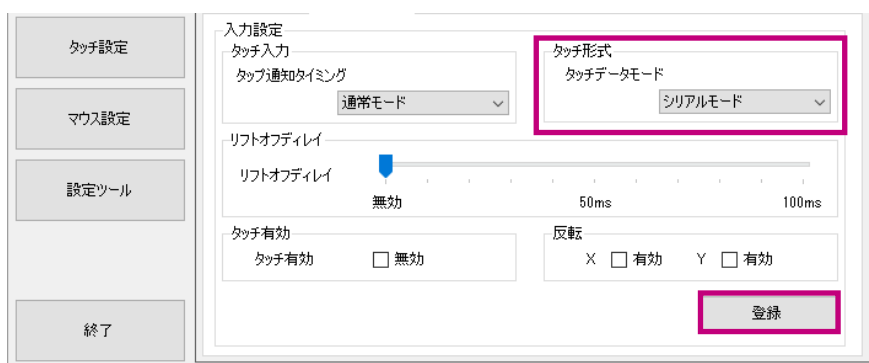 タッチ設定
マウス設定
設定ツール
終了
入力設定
タッチ入力
タップ通知タイミング
通常モード
タッチ形式
タッチデータモード
シリアルモード
リフトオフディレイ
リフトオフディレイ
無効 50ms 100ms
タッチ有効
タッチ有効 無効
反転
X 有効 Y 有効
登録